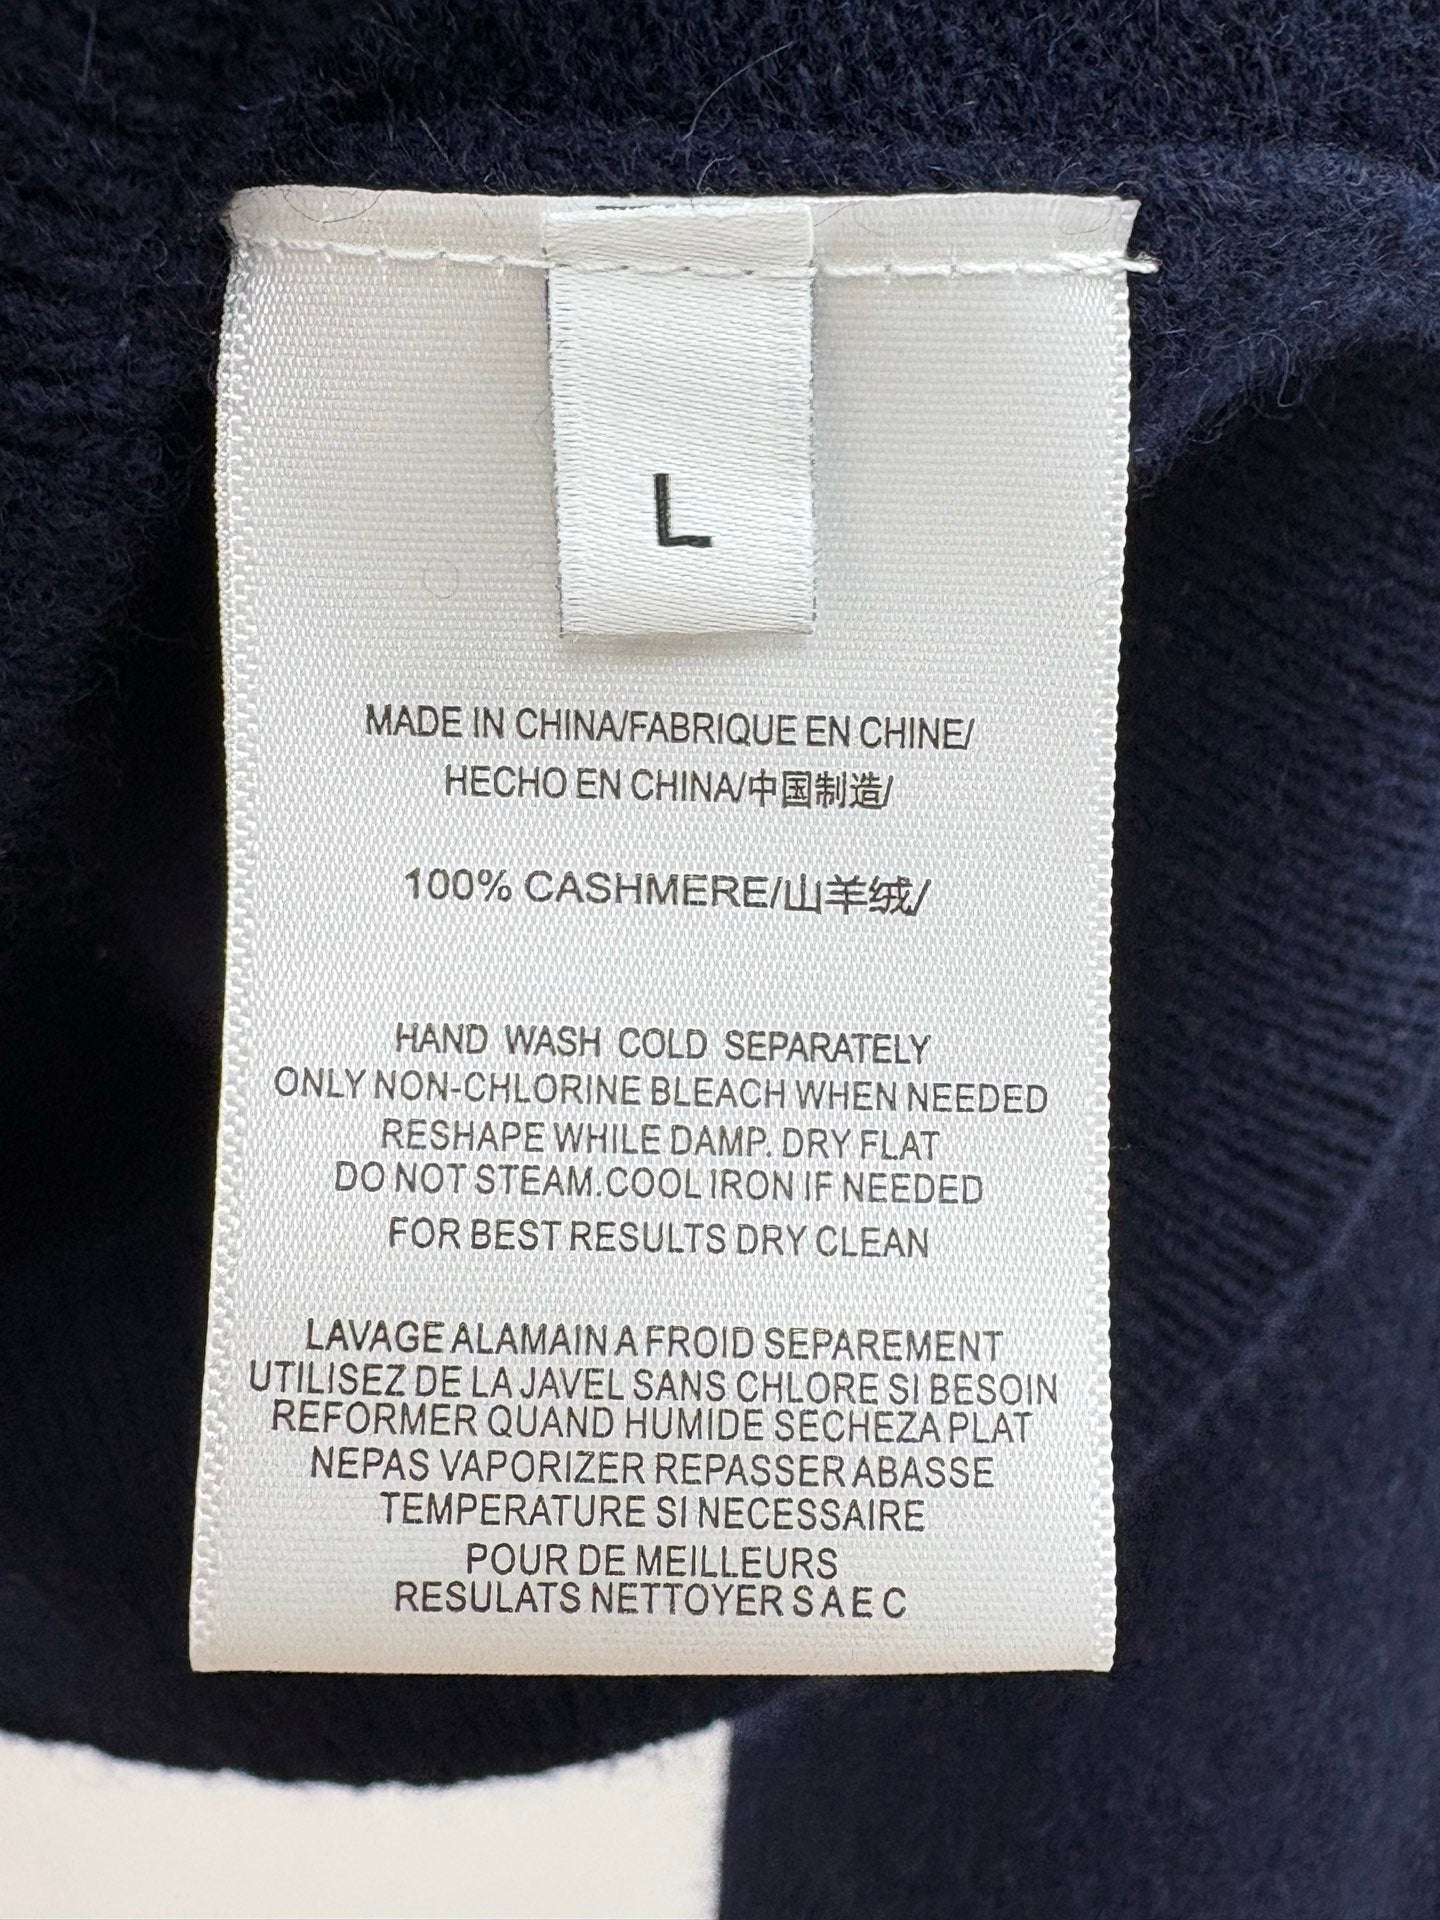 L
MADE IN CHINA/FABRIQUE EN CHINE/
HECHO EN CHINA/中国制造/
100% CASHMERE/山羊绒/
HAND WASH COLD SEPARATELY
ONLY NON-CHLORINE BLEACH WHEN NEEDED
RESHAPE WHILE DAMP. DRY FLAT
DO NOT STEAM.COOL IRON IF NEEDED
FOR BEST RESULTS DRY CLEAN
LAVAGE ALAMAIN A FROID SEPAREMENT
UTILISEZ DE LA JAVEL SANS CHLORE SI BESOIN
REFORMER QUAND HUMIDE SECHEZA PLAT
NEPAS VAPORIZER REPASSER ABASSE
TEMPERATURE SI NECESSAIRE
POUR DE MEILLEURS
RESULATS NETTOYER S A E C